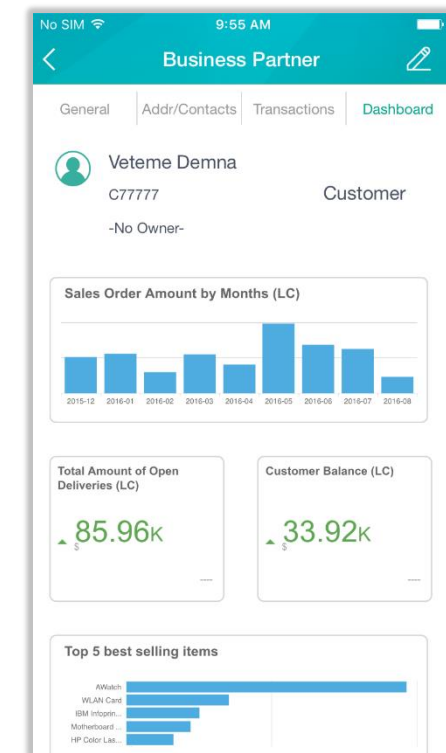 No SIM 9:55 AM
Business Partner
General Addr/Contacts Transactions Dashboard
Veteme Demna
C77777 Customer
-No Owner-
Sales Order Amount by Months (LC)
2015-12 2016-01 2016-02 2016-03 2016-04 2016-05 2016-06 2016-07 2016-08
Total Amount of Open
Deliveries (LC)
$ 85.96K
----
Customer Balance (LC)
$ 33.92K
----
Top 5 best selling items
AWatch
WLAN Card
IBM Infoprin...
Motherboard ...
HP Color Las...